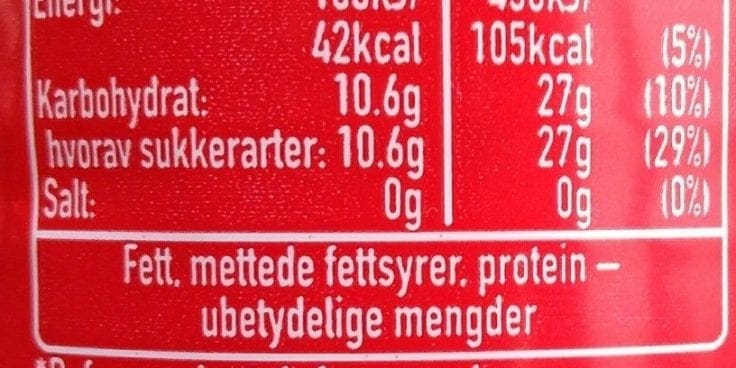 Energi:
42kcal 105kcal (5%)
Karbohydrat: 10.6g 27g (10%)
hvorav sukkerarter: 10.6g 27g (29%)
Salt: 0g 0g (0%)
Fett, mettede fettsyrer, protein –
ubetydelige mengder